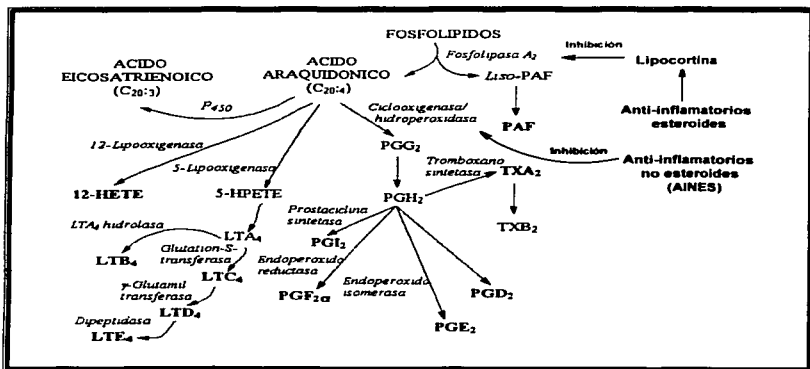 FOSFOLIPIDOS
ACIDO
EICOSATRIENOICO
(C20:3)
ACIDO
ARAQUIDONICO
(C20:4)
Fosfolipasa A2
Inhibición
Lipocortina
Liso-PAF
P450
Ciclooxigenasa/
hidroperoxidasa
PAF
Anti-inflamatorios
esteroides
12-Lipooxigenasa
5-Lipooxigenasa
PGG2
Inhibición
Tromboxano
sintetasa
TXA2
Anti-inflamatorios
no esteroides
(AINES)
12-HETE
5-HPETE
PGH2
TXB2
LTA4 hidrolasa
LTA4
Prostaciclina
sintetasa
LTB4
Glutation-S-
transferasa
PGI2
LTC4
Endoperoxido
reductasa
Endoperoxido
isomerasa
γ-Glutamil
transferasa
PGF2α
PGD2
LTD4
PGE2
Dipeptidasa
LTE4